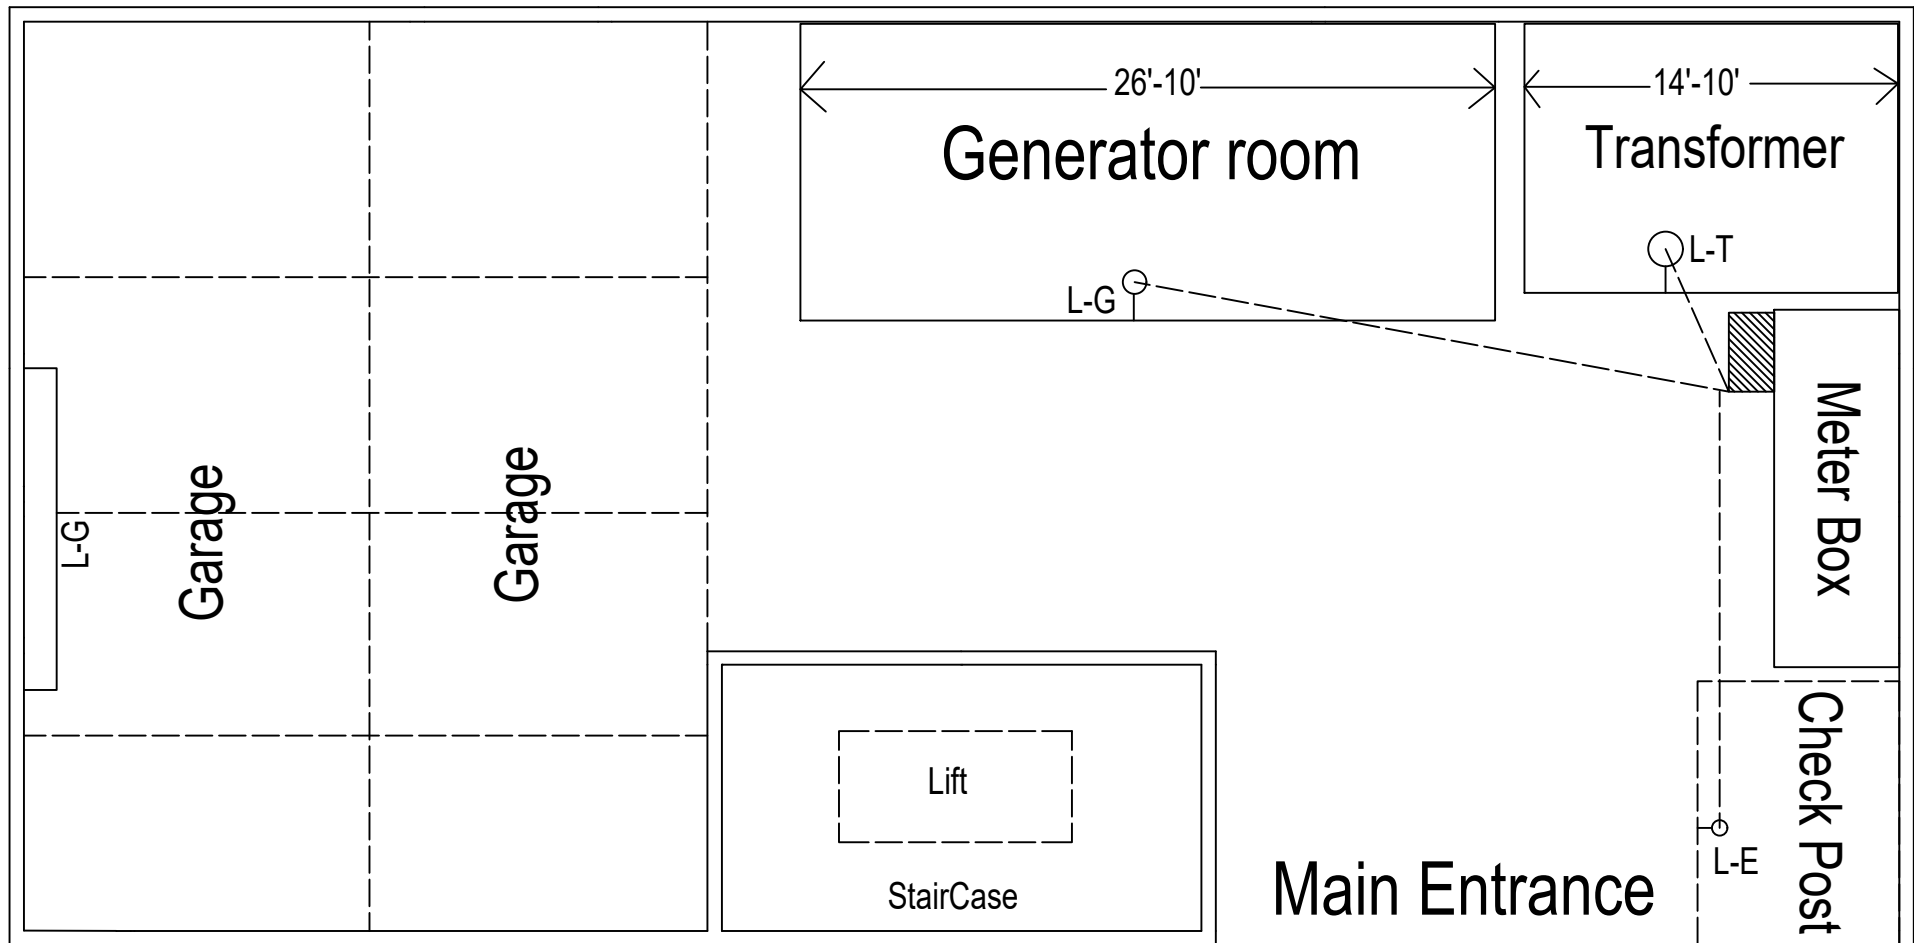 26'-10'
14'-10'
Generator room
Transformer
L-T
L-G
Meter Box
Garage
Garage
L-G
Check Post
Lift
L-E
StairCase
Main Entrance